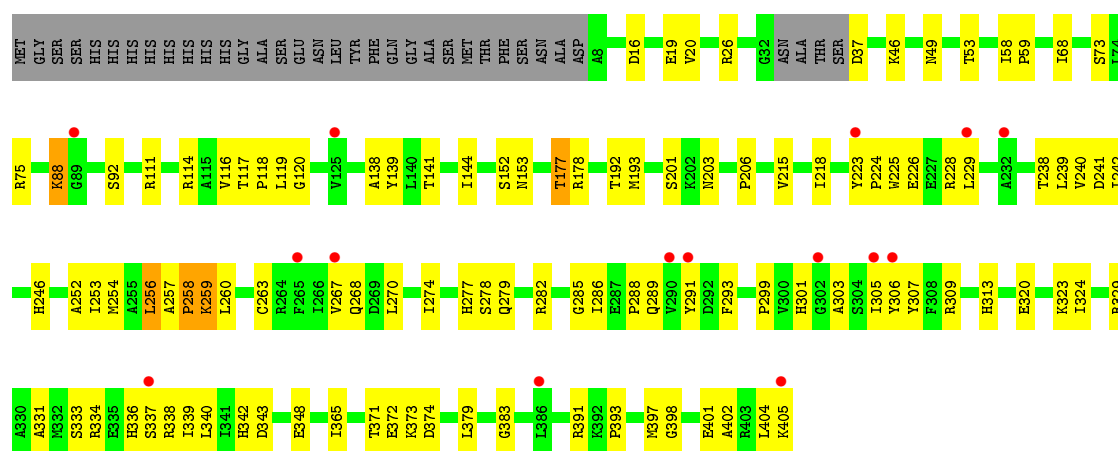 MET GLY SER SER HIS HIS HIS HIS HIS HIS HIS HIS HIS GLY ALA SER GLU ASN LEU TYR PHE GLN GLY ALA SER MET THR PHE SER ASN ALA ASP A8 D16 E19 V20 R26 G32 ASN ALA THR SER D37 K46 N49 T53 I58 P59 I68 S73 I74
R75 K88 G89 S92 R111 R114 A115 V116 T117 P118 L119 G120 V125 A138 Y139 L140 T141 I144 S152 N153 T177 R178 T192 M193 S201 K202 N203 P206 V215 I218 Y223 P224 W225 E226 E227 R228 L229 A232 T238 L239 V240 D241 I242
H246 A252 I253 M254 A255 L256 A257 P258 K259 L260 C263 R264 F265 I266 V267 Q268 D269 L270 I274 H277 S278 Q279 R282 G285 I286 E287 P288 Q289 V290 Y291 D292 F293 P299 V300 H301 G302 A303 S304 I305 Y306 Y307 F308 R309 H313 E320 K323 I324 R329
A330 A331 M332 S333 R334 E335 H336 S337 R338 I339 L340 I341 H342 D343 E348 I365 T371 E372 K373 D374 L379 G383 L386 R391 K392 P393 M397 G398 E401 A402 R403 L404 K405